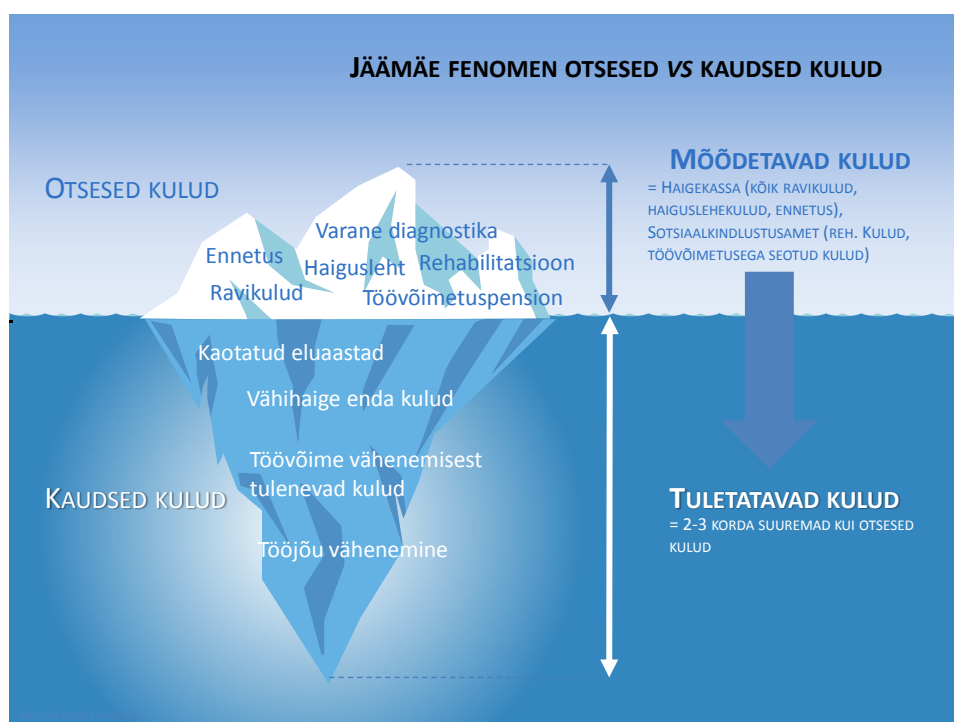 JÄÄMÄE FENOMEN OTSESED VS KAUDSED KULUD
OTSESED KULUD
Varane diagnostika
Ennetus
Haigusleht
Rehabilitatsioon
Ravikulud
Töövõimetuspension
MÕÕDETAVAD KULUD
= HAIGEKASSA (KÕIK RAVIKULUD,
HAIGUSLEHEKULUD, ENNETUS),
SOTSIAALKINDLUSTUSAMET (REH. KULUD,
TÖÖVÕIMETUSEGA SEOTUD KULUD)
Kaotatud eluaastad
Vähihaige enda kulud
Töövõime vähenemisest
tulenevad kulud
Tööjõu vähenemine
KAUDSED KULUD
TULETATAVAD KULUD
= 2-3 KORDA SUUREMAD KUI OTSESED
KULUD